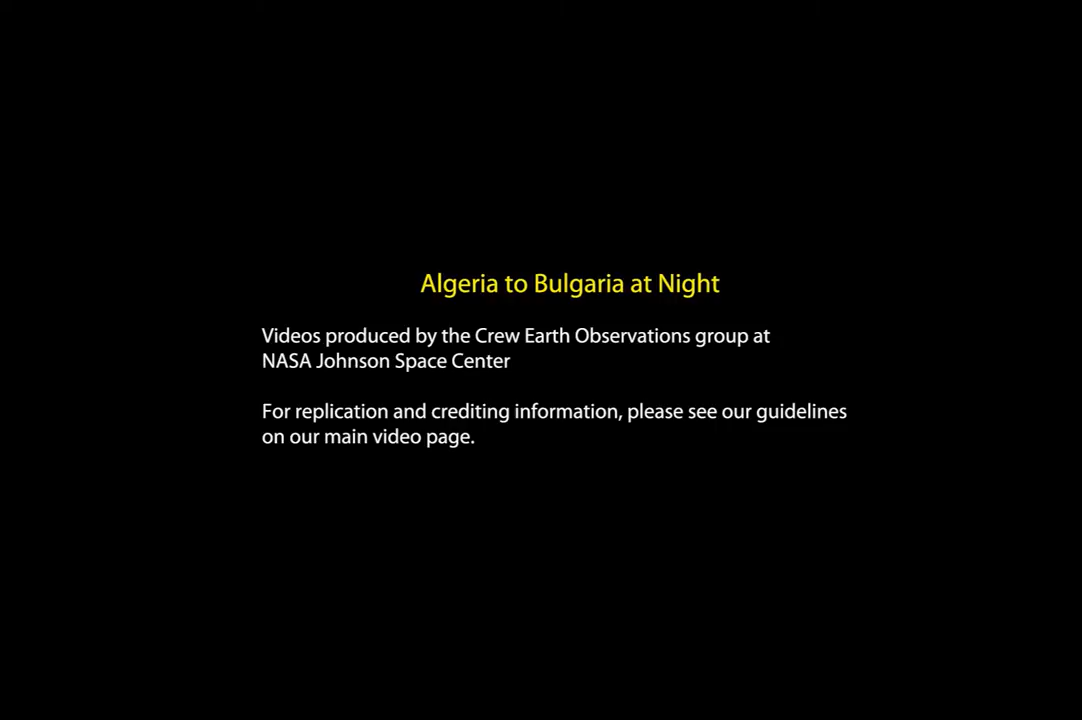 Algeria to Bulgaria at Night
Videos produced by the Crew Earth Observations group at
NASA Johnson Space Center
For replication and crediting information, please see our guidelines
on our main video page.